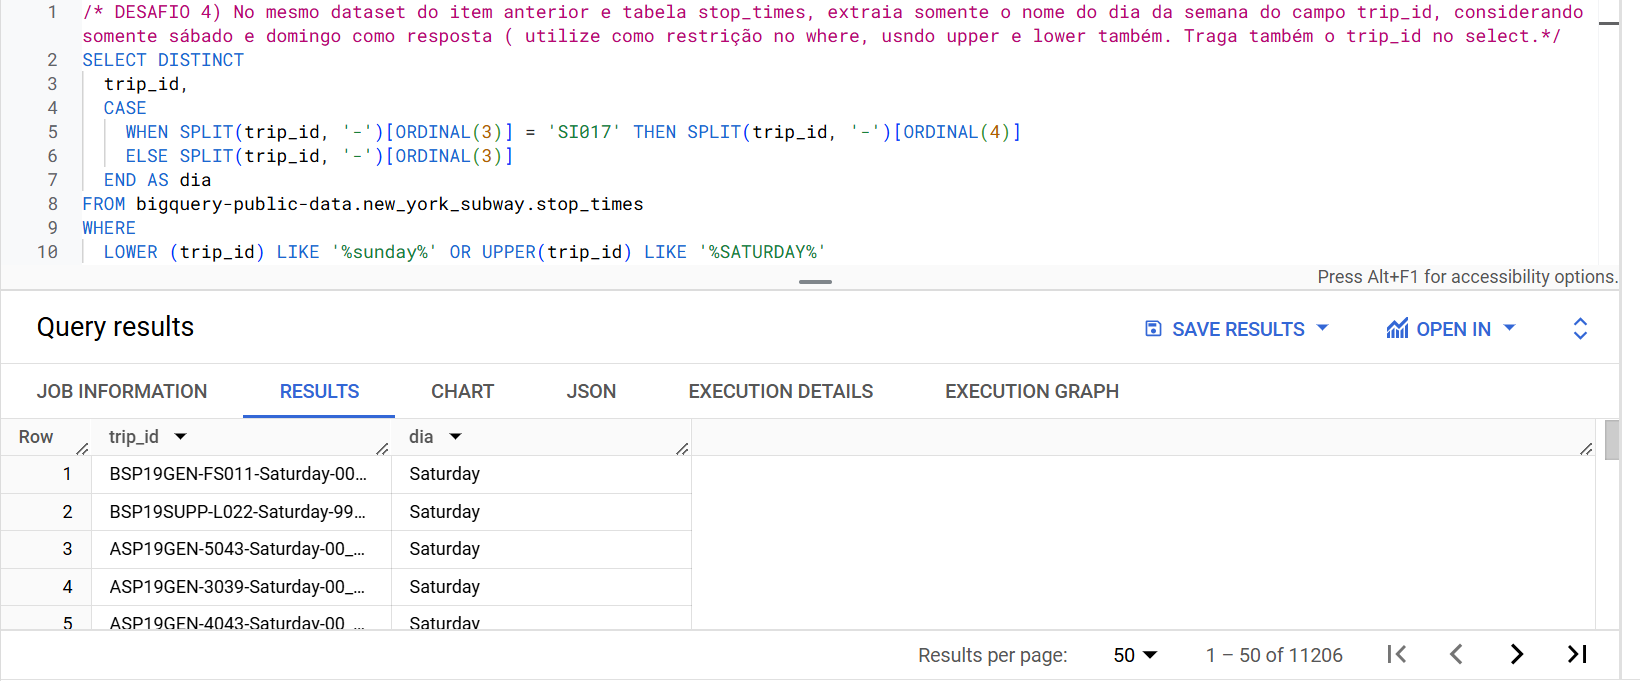 1 /* DESAFIO 4) No mesmo dataset do item anterior e tabela stop_times, extraia somente o nome do dia da semana do campo trip_id, considerando
somente sábado e domingo como resposta ( utilize como restrição no where, usndo upper e lower também. Traga também o trip_id no select.*/
2 SELECT DISTINCT
3 trip_id,
4 CASE
5 WHEN SPLIT(trip_id, '-')[ORDINAL(3)] = 'SI017' THEN SPLIT(trip_id, '-')[ORDINAL(4)]
6 ELSE SPLIT(trip_id, '-')[ORDINAL(3)]
7 END AS dia
8 FROM bigquery-public-data.new_york_subway.stop_times
9 WHERE
10 LOWER (trip_id) LIKE '%sunday%' OR UPPER(trip_id) LIKE '%SATURDAY%'
Press Alt+F1 for accessibility options.
Query results
SAVE RESULTS
OPEN IN
JOB INFORMATION RESULTS CHART JSON EXECUTION DETAILS EXECUTION GRAPH
Row trip_id dia
1 BSP19GEN-FS011-Saturday-00... Saturday
2 BSP19SUPP-L022-Saturday-99... Saturday
3 ASP19GEN-5043-Saturday-00_... Saturday
4 ASP19GEN-3039-Saturday-00_... Saturday
5 ASP19GEN-4043-Saturday-00_... Saturday
Results per page: 50 1 – 50 of 11206